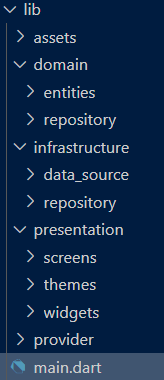 lib
assets
domain
entities
repository
infrastructure
data_source
repository
presentation
screens
themes
widgets
provider
main.dart